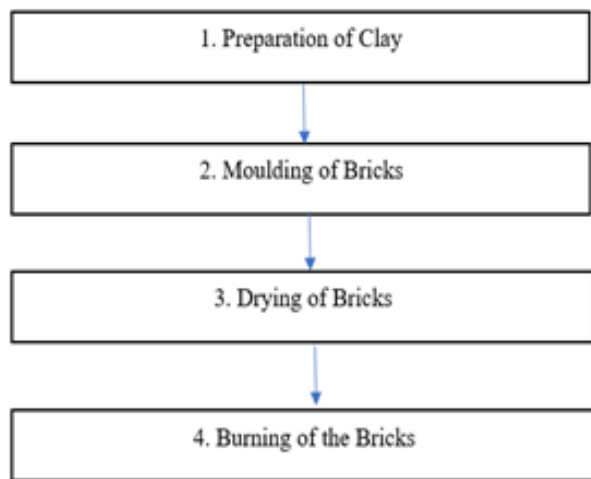 1. Preparation of Clay
2. Moulding of Bricks
3. Drying of Bricks
4. Burning of the Bricks